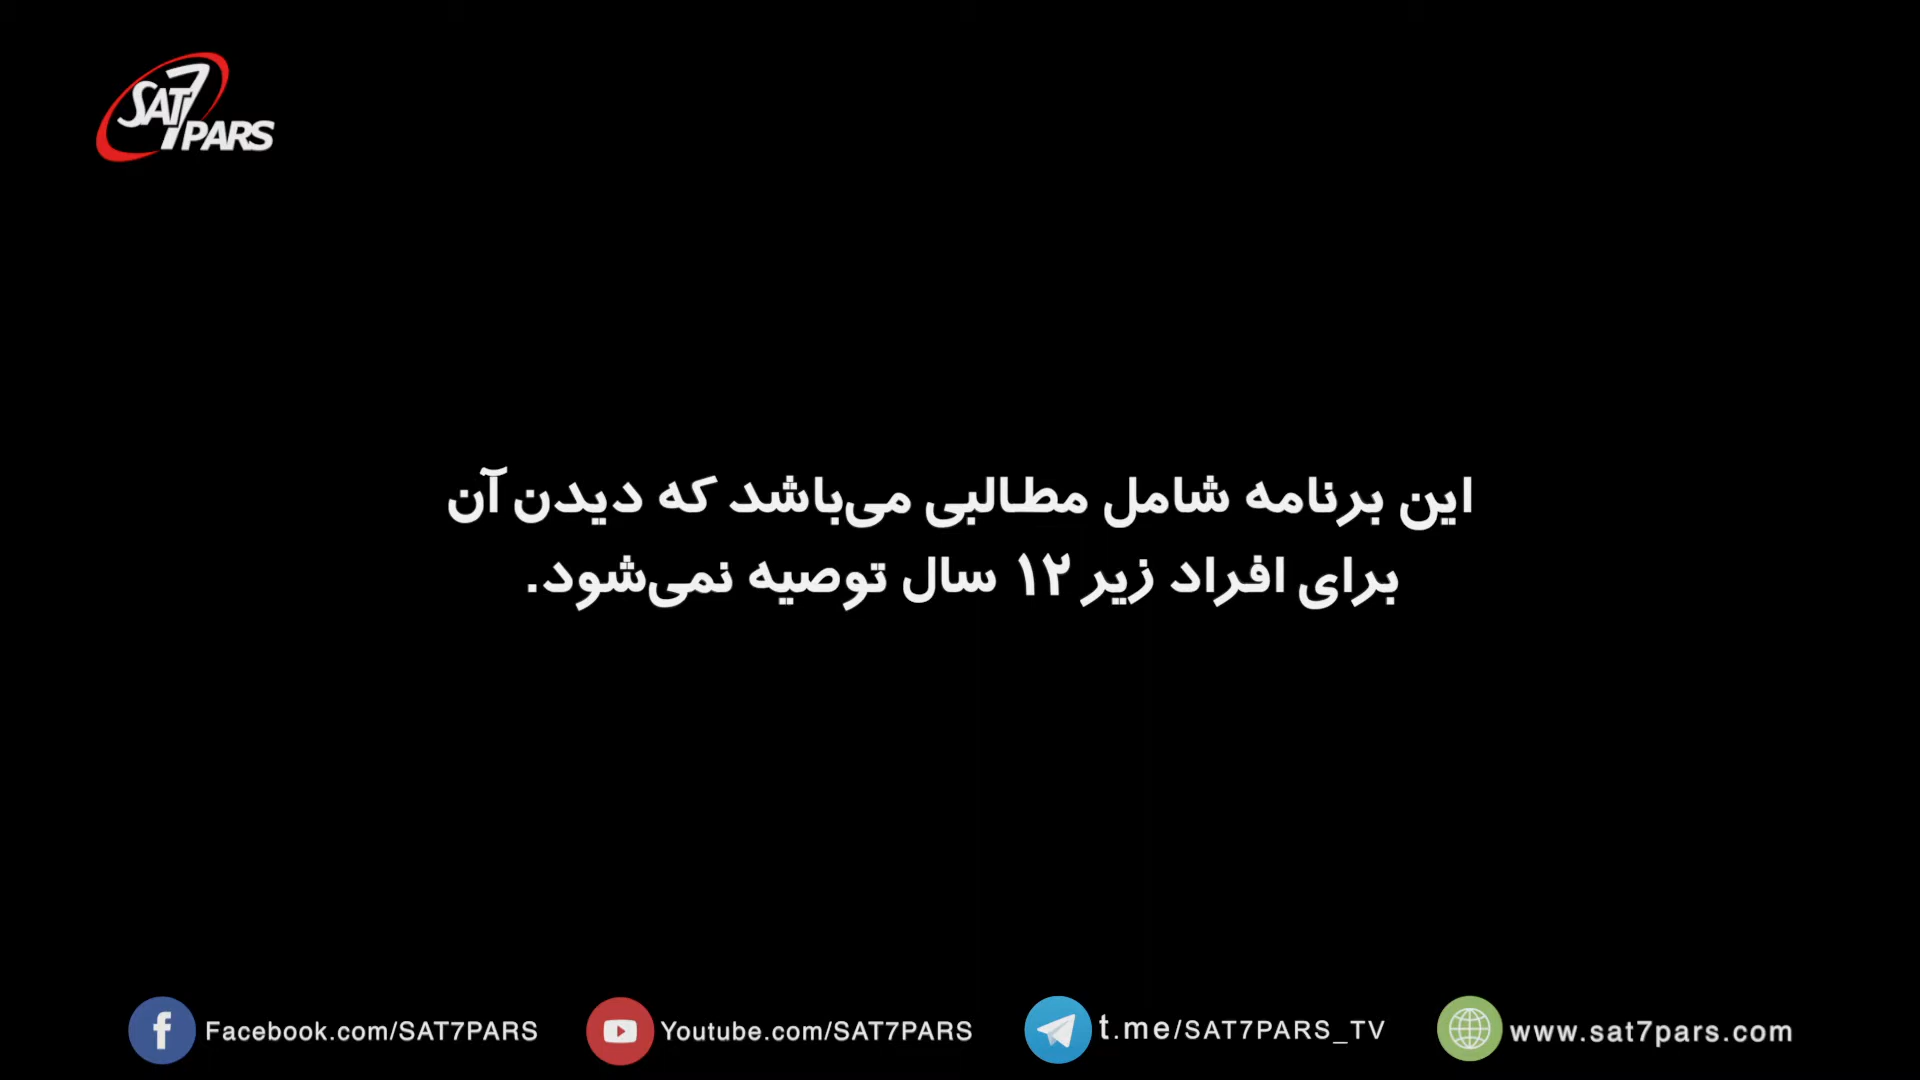 SAT7 PARS
این برنامه شامل مطالبی می‌باشد که دیدن آن
برای افراد زیر ۱۲ سال توصیه نمی‌شود.
Facebook.com/SAT7PARS
Youtube.com/SAT7PARS
t.me/SAT7PARS_TV
www.sat7pars.com